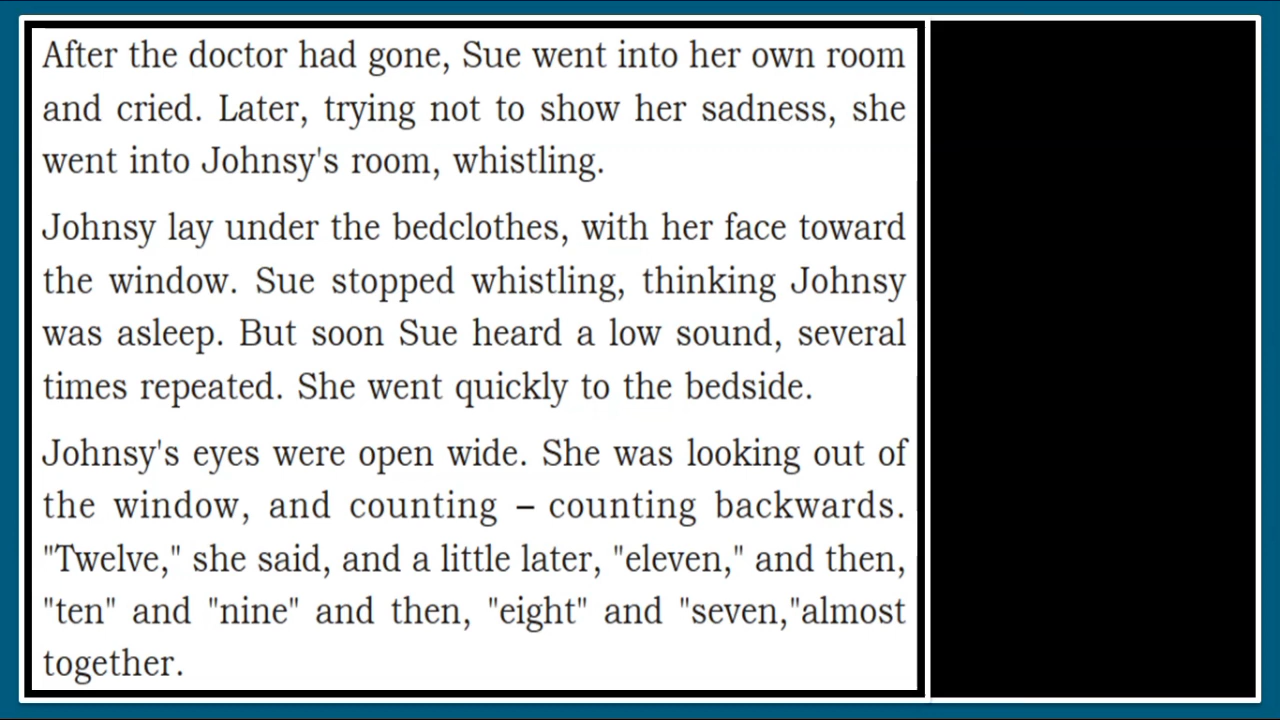 After the doctor had gone, Sue went into her own room
and cried. Later, trying not to show her sadness, she
went into Johnsy's room, whistling.
Johnsy lay under the bedclothes, with her face toward
the window. Sue stopped whistling, thinking Johnsy
was asleep. But soon Sue heard a low sound, several
times repeated. She went quickly to the bedside.
Johnsy's eyes were open wide. She was looking out of
the window, and counting – counting backwards.
"Twelve," she said, and a little later, "eleven," and then,
"ten" and "nine" and then, "eight" and "seven,"almost
together.